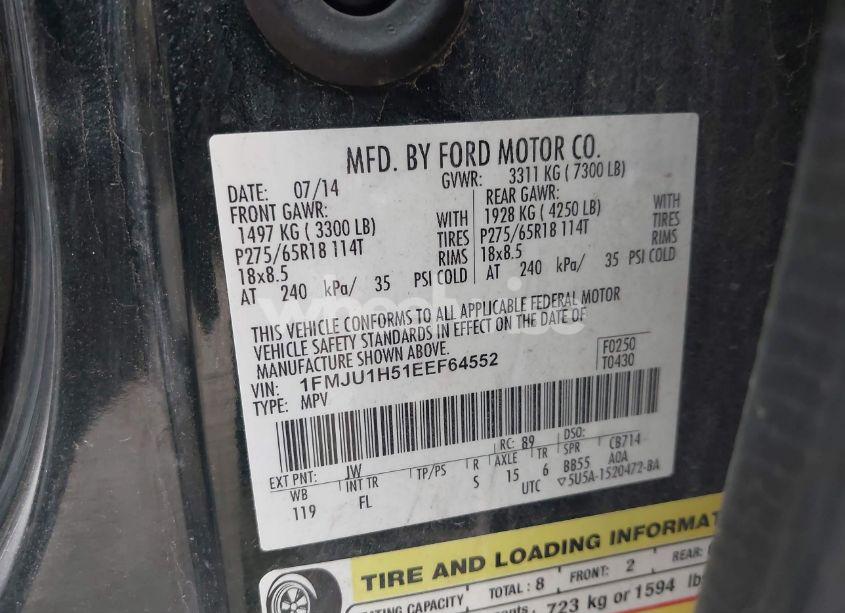 MFD. BY FORD MOTOR CO.
DATE: 07/14 GVWR: 3311 KG ( 7300 LB)
FRONT GAWR: REAR GAWR:
1497 KG ( 3300 LB) WITH 1928 KG ( 4250 LB) WITH
P275/65R18 114T TIRES P275/65R18 114T TIRES
18x8.5 RIMS 18x8.5 RIMS
AT 240 kPa/ 35 PSI COLD AT 240 kPa/ 35 PSI COLD
THIS VEHICLE CONFORMS TO ALL APPLICABLE FEDERAL MOTOR
VEHICLE SAFETY STANDARDS IN EFFECT ON THE DATE OF
MANUFACTURE SHOWN ABOVE.
VIN: 1FMJU1H51EEF64552 F0250
TYPE: MPV T0430
EXT PNT: JW RC: 89 DSO:
WB INT TR TP/PS R AXLE TR SPR CB714
119 FL S 15 6 BB55 A0A
UTC ▽5U5A-1520472-BA
TIRE AND LOADING INFORMAT
SEATING CAPACITY TOTAL: 8 FRONT: 2 REAR:
723 kg or 1594 lbs